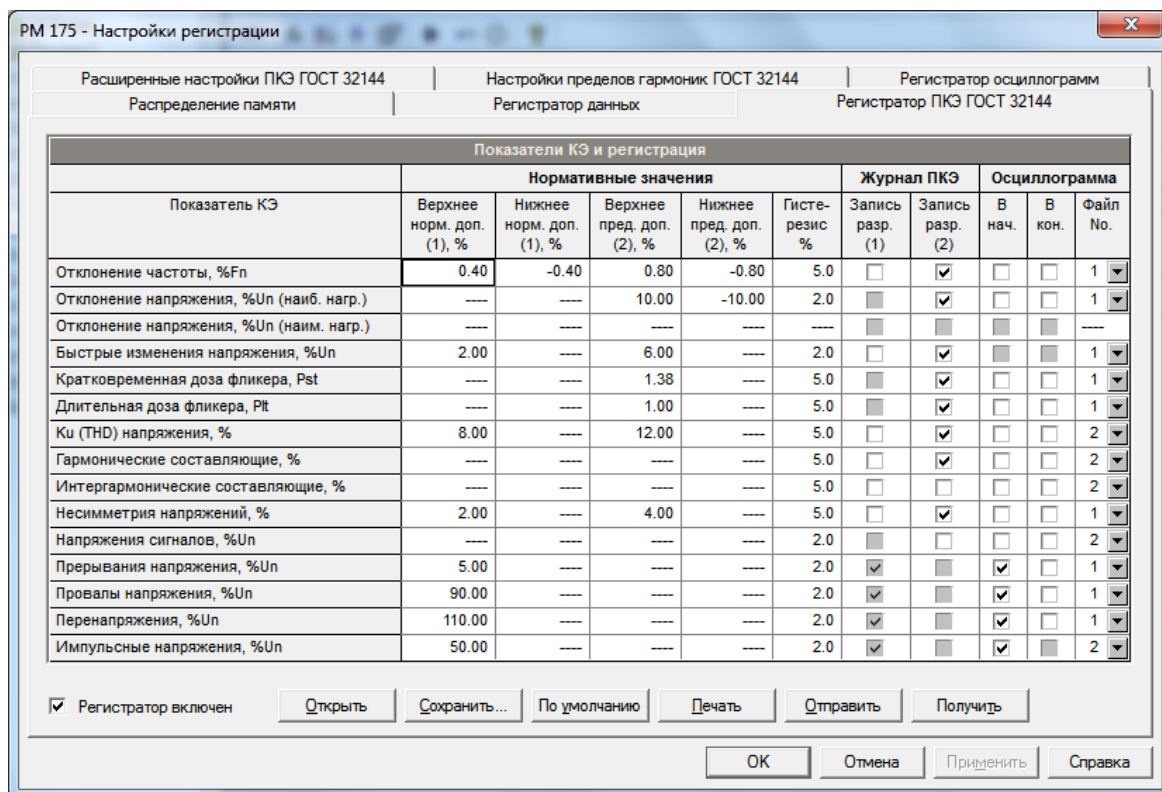 PM 175 - Настройки регистрации
Расширенные настройки ПКЭ ГОСТ 32144 Настройки пределов гармоник ГОСТ 32144 Регистратор осциллограмм
Распределение памяти Регистратор данных Регистратор ПКЭ ГОСТ 32144
Показатели КЭ и регистрация
Нормативные значения Журнал ПКЭ Осциллограмма
Показатель КЭ Верхнее Нижнее Верхнее Нижнее Гисте- Запись Запись В В Файл
норм. доп. норм. доп. пред. доп. пред. доп. резис разр. разр. нач. кон. No.
(1), % (1), % (2), % (2), % % (1) (2)
Отклонение частоты, %Fn 0.40 -0.40 0.80 -0.80 5.0 1
Отклонение напряжения, %Un (наиб. нагр.) ---- ---- 10.00 -10.00 2.0 1
Отклонение напряжения, %Un (наим. нагр.) ---- ---- ---- ---- ---- ----
Быстрые изменения напряжения, %Un 2.00 ---- 6.00 ---- 2.0 1
Кратковременная доза фликера, Pst ---- ---- 1.38 ---- 5.0 1
Длительная доза фликера, Plt ---- ---- 1.00 ---- 5.0 1
Ku (THD) напряжения, % 8.00 ---- 12.00 ---- 5.0 2
Гармонические составляющие, % ---- ---- ---- ---- 5.0 2
Интергармонические составляющие, % ---- ---- ---- ---- 5.0 2
Несимметрия напряжений, % 2.00 ---- 4.00 ---- 5.0 1
Напряжения сигналов, %Un ---- ---- ---- ---- 2.0 2
Прерывания напряжения, %Un 5.00 ---- ---- ---- 2.0 1
Провалы напряжения, %Un 90.00 ---- ---- ---- 2.0 1
Перенапряжения, %Un 110.00 ---- ---- ---- 2.0 1
Импульсные напряжения, %Un 50.00 ---- ---- ---- 2.0 2
Регистратор включен Открыть Сохранить... По умолчанию Печать Отправить Получить
OK Отмена Применить Справка